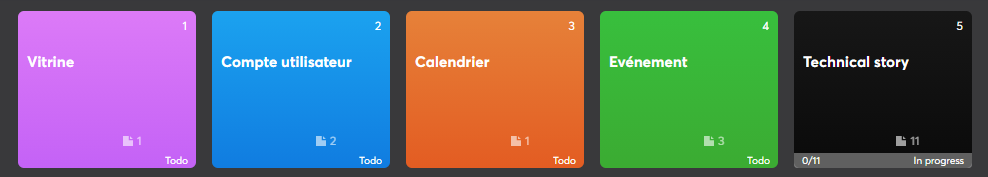 1
Vitrine
1
Todo
2
Compte utilisateur
2
Todo
3
Calendrier
1
Todo
4
Evénement
3
Todo
5
Technical story
11
0/11 In progress